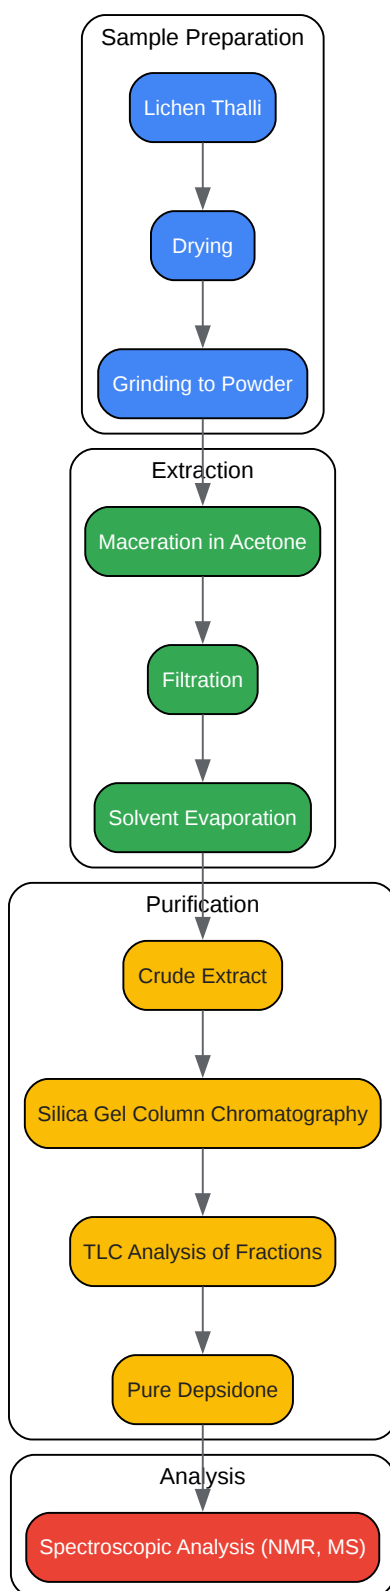 Sample Preparation
Lichen Thalli
Drying
Grinding to Powder
Extraction
Maceration in Acetone
Filtration
Solvent Evaporation
Purification
Crude Extract
Silica Gel Column Chromatography
TLC Analysis of Fractions
Pure Depsidone
Analysis
Spectroscopic Analysis (NMR, MS)